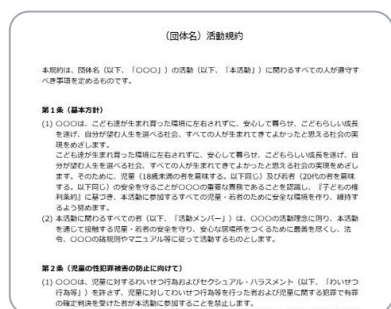 （団体名）活動規約
本規約は、団体名（以下、「〇〇〇」）の活動（以下、「本活動」）に関わるすべての人が遵守す
べき事項を定めるものです。
第1条（基本方針）
(1) 〇〇〇は、こども達が生まれ育った環境に左右されずに、安心して暮らせ、こどもらしい成長
を遂げ、自分が望む人生を選べる社会、すべての人が生まれてきてよかったと思える社会の実
現をめざします。
こども達が生まれ育った環境に左右されずに、安心して暮らせ、こどもらしい成長を遂げ、自
分が望む人生を選べる社会、すべての人が生まれてきてよかったと思える社会の実現をめざしま
す。そのために、児童（18歳未満の者を意味する。以下同じ）及び若者（20代の者を意味
する。以下同じ）の安全を守ることが〇〇〇の重要な責務であることを認識し、『子どもの権
利条約』に基づき、本活動に参加するすべての児童・若者のために安全な環境を作り、維持す
るよう努めます。
(2) 本活動に関わるすべての者（以下、「活動メンバー」）は、〇〇〇の活動理念に則り、本活動
を通じて接触する児童・若者の安全を守り、安心な居場所をつくるために最善を尽くし、法
令、〇〇〇の諸規則やマニュアル等に従って活動するものとします。
第2条（児童の性犯罪被害の防止に向けて）
(1) 〇〇〇は、児童に対するわいせつ行為およびセクシュアル・ハラスメント（以下、「わいせつ
行為等」）を許さず、児童に対してわいせつ行為等を行った者および児童に関する犯罪で有罪
の確定判決を受けた者が本活動に参加することを禁止します。